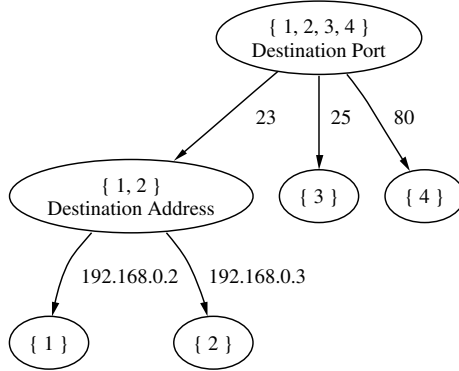 { 1, 2, 3, 4 }
Destination Port
23
25
80
{ 1, 2 }
Destination Address
{ 3 }
{ 4 }
192.168.0.2
192.168.0.3
{ 1 }
{ 2 }